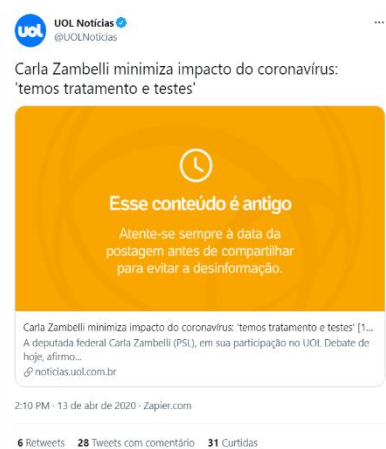 uol
UOL Notícias
@UOLNoticias
...
Carla Zambelli minimiza impacto do coronavírus:
'temos tratamento e testes'
Esse conteúdo é antigo
Atente-se sempre à data da
postagem antes de compartilhar
para evitar a desinformação.
Carla Zambelli minimiza impacto do coronavírus: 'temos tratamento e testes' [1...
A deputada federal Carla Zambelli (PSL), em sua participação no UOL Debate de
hoje, afirmo...
noticias.uol.com.br
2:10 PM · 13 de abr de 2020 · Zapier.com
6 Retweets 28 Tweets com comentário 31 Curtidas